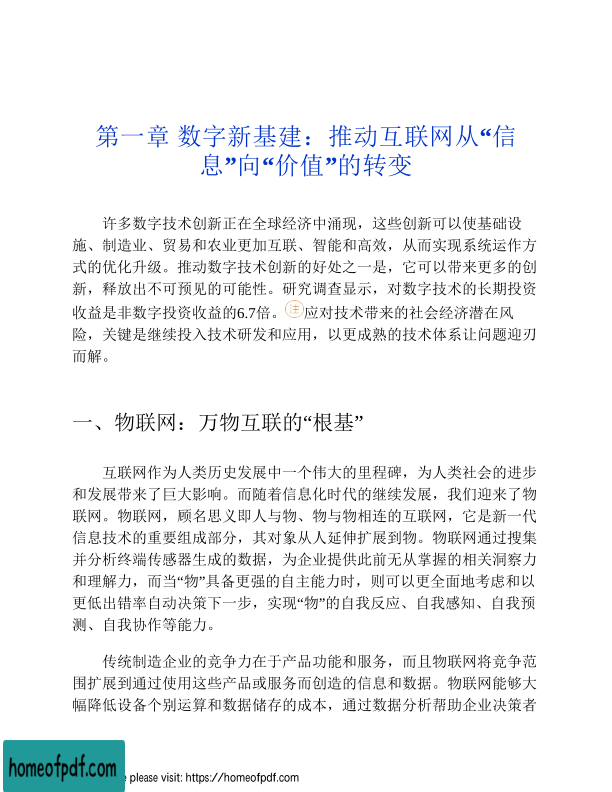 第一章 数字新基建：推动互联网从“信
息”向“价值”的转变
许多数字技术创新正在全球经济中涌现，这些创新可以使基础设
施、制造业、贸易和农业更加互联、智能和高效，从而实现系统运作方
式的优化升级。推动数字技术创新的好处之一是，它可以带来更多的创
新，释放出不可预见的可能性。研究调查显示，对数字技术的长期投资
收益是非数字投资收益的6.7倍。注应对技术带来的社会经济潜在风
险，关键是继续投入技术研发和应用，以更成熟的技术体系让问题迎刃
而解。
一、物联网：万物互联的“根基”
互联网作为人类历史发展中一个伟大的里程碑，为人类社会的进步
和发展带来了巨大影响。而随着信息化时代的继续发展，我们迎来了物
联网。物联网，顾名思义即人与物、物与物相连的互联网，它是新一代
信息技术的重要组成部分，其对象从人延伸扩展到物。物联网通过搜集
并分析终端传感器生成的数据，为企业提供此前无从掌握的相关洞察力
和理解力，而当“物”具备更强的自主能力时，则可以更全面地考虑和以
更低出错率自动决策下一步，实现“物”的自我反应、自我感知、自我预
测、自我协作等能力。
传统制造企业的竞争力在于产品功能和服务，而且物联网将竞争范
围扩展到通过使用这些产品或服务而创造的信息和数据。物联网能够大
幅降低设备个别运算和数据储存的成本，通过数据分析帮助企业决策者
homeofpdf.com
e please visit: https://homeofpdf.com